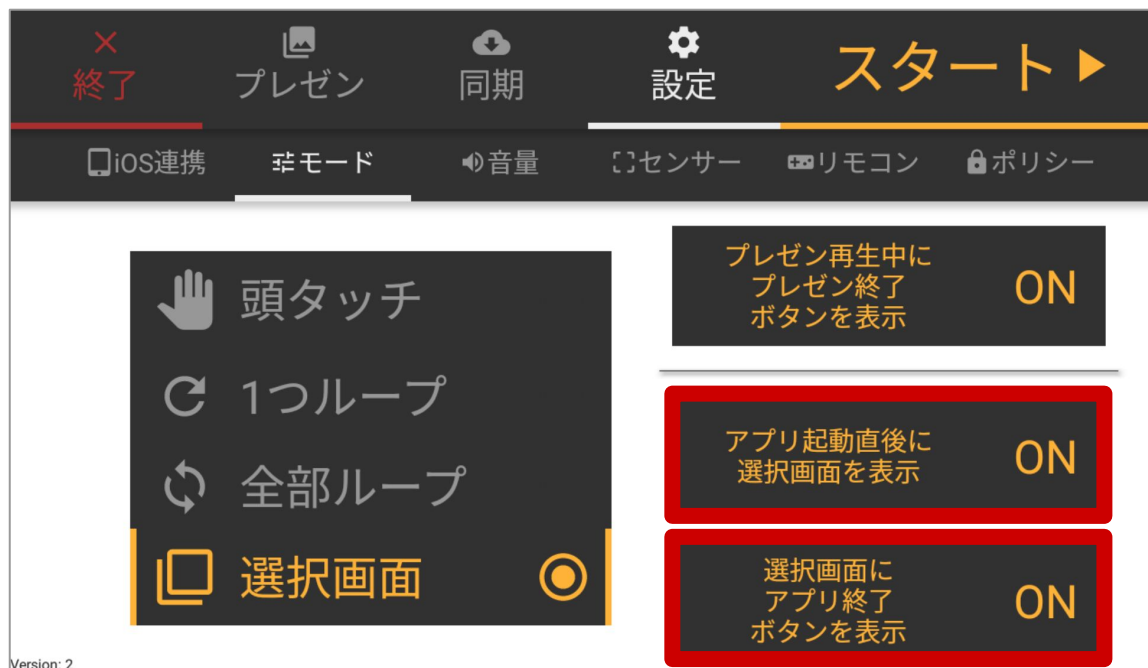 終了
プレゼン
同期
設定
スタート
iOS連携
モード
音量
センサー
リモコン
ポリシー
頭タッチ
1つループ
全部ループ
選択画面
プレゼン再生中に
プレゼン終了
ボタンを表示
ON
アプリ起動直後に
選択画面を表示
ON
選択画面に
アプリ終了
ボタンを表示
ON
Version: 2